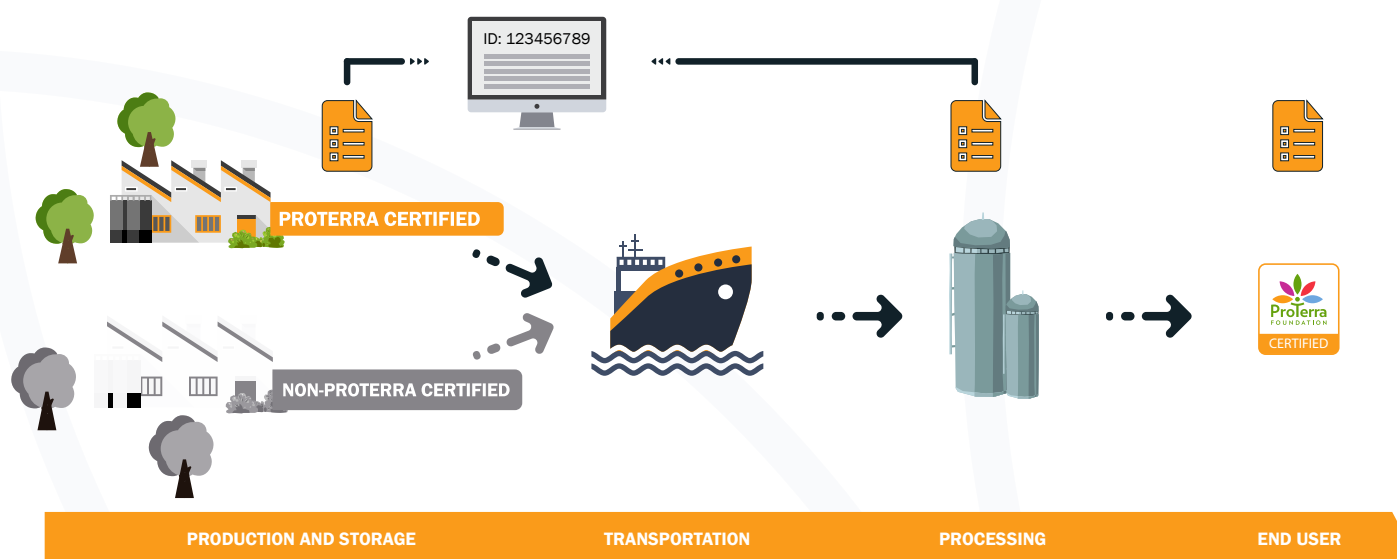 ID: 123456789
PROTERRA CERTIFIED
NON-PROTERRA CERTIFIED
ProTerra
FOUNDATION
CERTIFIED
PRODUCTION AND STORAGE
TRANSPORTATION
PROCESSING
END USER